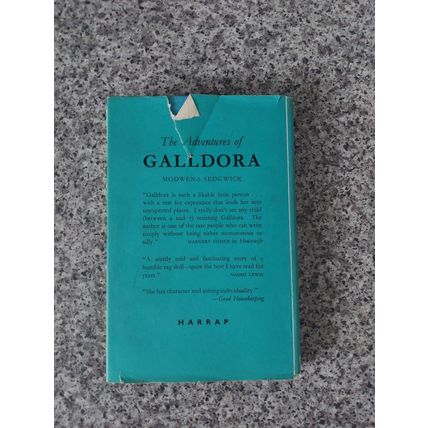 The Adventures of
GALLDORA
MODWENA SEDGWICK
"Galldora is such a likable little person . . .
with a zest for experience that leads her into
unexpected places. I really don't see any child
(between 4 and 7) resisting Galldora. The
author is one of the rare people who can write
simply without being either monotonous or
silly." MARGERY FISHER in Housewife
"A wittily told and fascinating story of a
humble rag doll—quite the best I have read for
years." NAOMI LEWIS
"She has character and strong individuality."
—Good Housekeeping
HARRAP